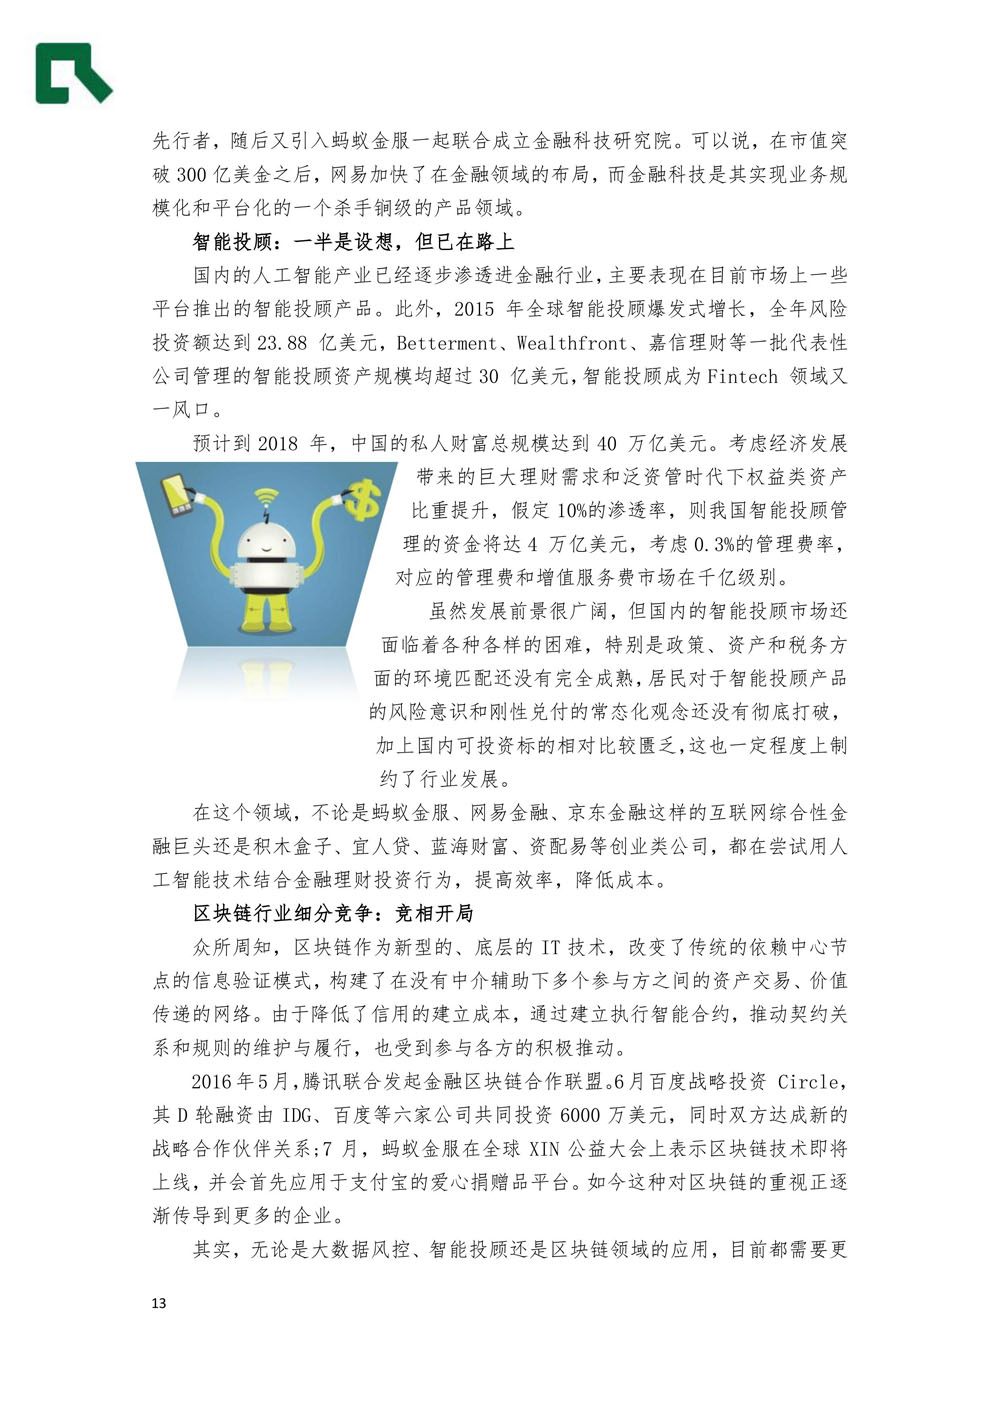 先行者，随后又引入蚂蚁金服一起联合成立金融科技研究院。可以说，在市值突
破 300 亿美金之后，网易加快了在金融领域的布局，而金融科技是其实现业务规
模化和平台化的一个杀手锏级的产品领域。
智能投顾：一半是设想，但已在路上
国内的人工智能产业已经逐步渗透进金融行业，主要表现在目前市场上一些
平台推出的智能投顾产品。此外，2015 年全球智能投顾爆发式增长，全年风险
投资额达到 23.88 亿美元，Betterment、Wealthfront、嘉信理财等一批代表性
公司管理的智能投顾资产规模均超过 30 亿美元，智能投顾成为 Fintech 领域又
一风口。
预计到 2018 年，中国的私人财富总规模达到 40 万亿美元。考虑经济发展
带来的巨大理财需求和泛资管时代下权益类资产
比重提升，假定 10%的渗透率，则我国智能投顾管
理的资金将达 4 万亿美元，考虑 0.3%的管理费率，
对应的管理费和增值服务费市场在千亿级别。
虽然发展前景很广阔，但国内的智能投顾市场还
面临着各种各样的困难，特别是政策、资产和税务方
面的环境匹配还没有完全成熟，居民对于智能投顾产品
的风险意识和刚性兑付的常态化观念还没有彻底打破，
加上国内可投资标的相对比较匮乏,这也一定程度上制
约了行业发展。
在这个领域，不论是蚂蚁金服、网易金融、京东金融这样的互联网综合性金
融巨头还是积木盒子、宜人贷、蓝海财富、资配易等创业类公司，都在尝试用人
工智能技术结合金融理财投资行为，提高效率，降低成本。
区块链行业细分竞争：竞相开局
众所周知，区块链作为新型的、底层的 IT 技术，改变了传统的依赖中心节
点的信息验证模式，构建了在没有中介辅助下多个参与方之间的资产交易、价值
传递的网络。由于降低了信用的建立成本，通过建立执行智能合约，推动契约关
系和规则的维护与履行，也受到参与各方的积极推动。
2016 年 5 月，腾讯联合发起金融区块链合作联盟。6 月百度战略投资 Circle，
其 D 轮融资由 IDG、百度等六家公司共同投资 6000 万美元，同时双方达成新的
战略合作伙伴关系;7 月，蚂蚁金服在全球 XIN 公益大会上表示区块链技术即将
上线，并会首先应用于支付宝的爱心捐赠品平台。如今这种对区块链的重视正逐
渐传导到更多的企业。
其实，无论是大数据风控、智能投顾还是区块链领域的应用，目前都需要更
13